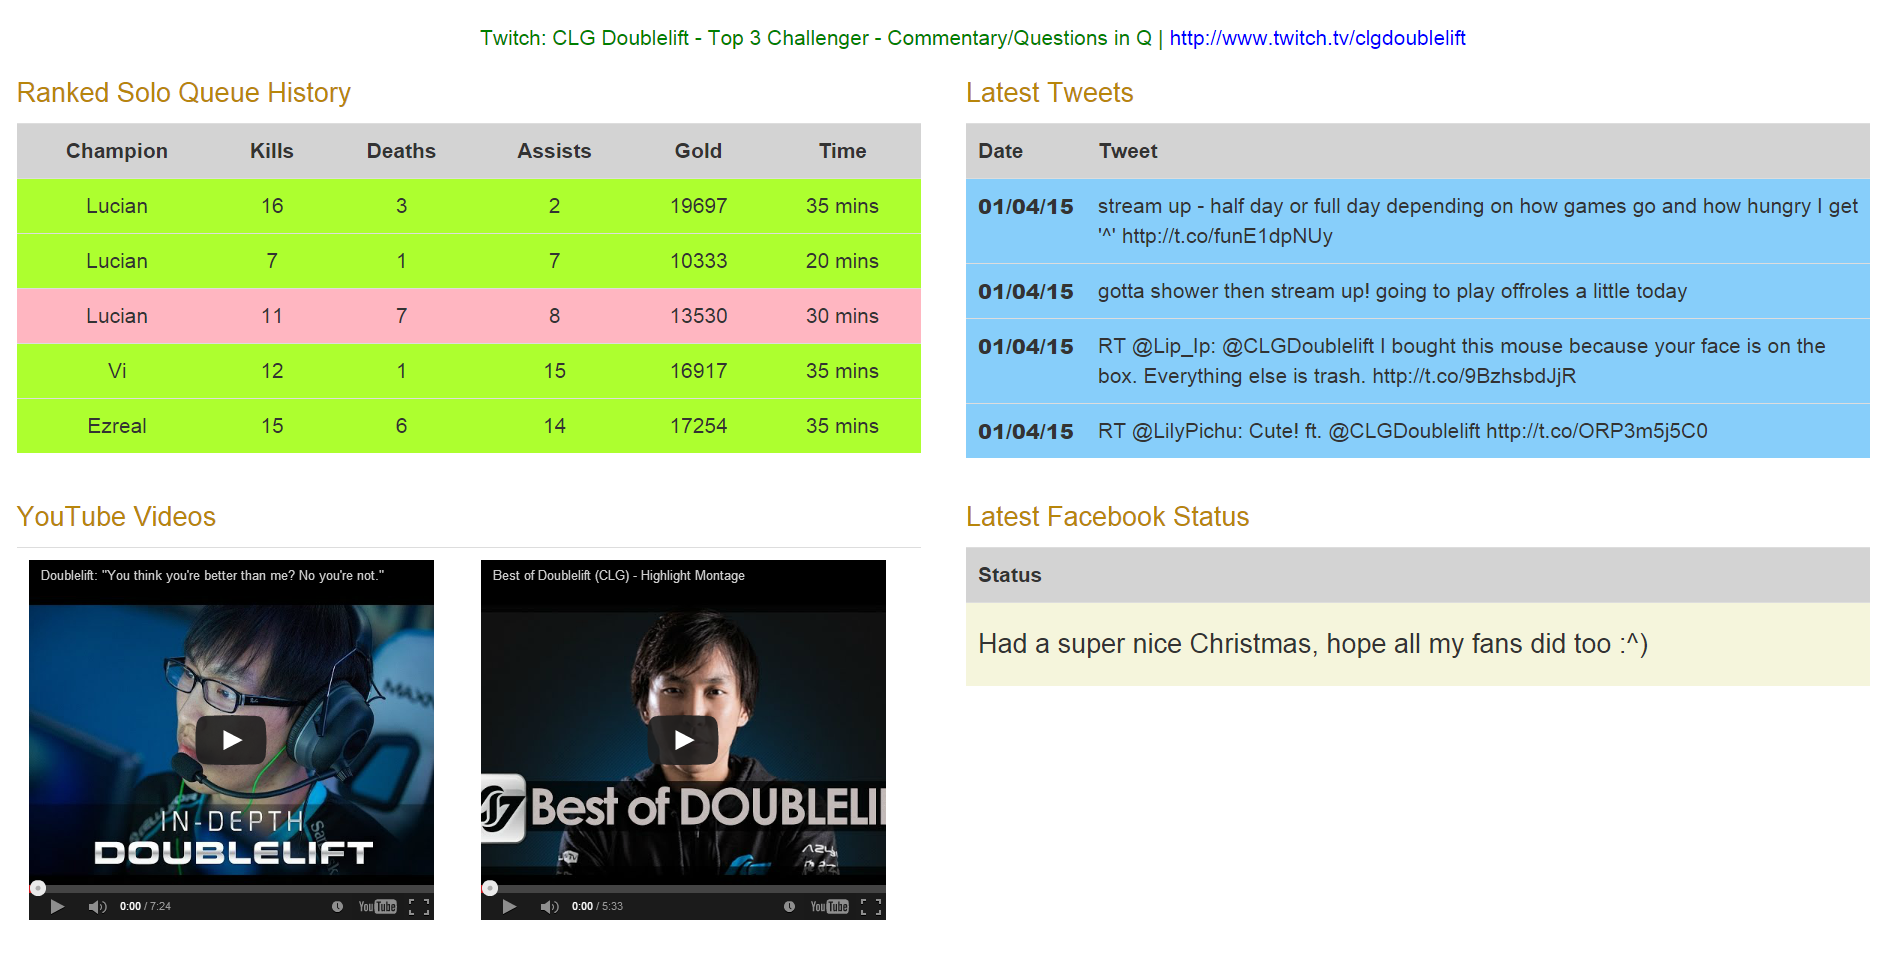 Twitch: CLG Doublelift - Top 3 Challenger - Commentary/Questions in Q | http://www.twitch.tv/clgdoublelift
Ranked Solo Queue History
Champion Kills Deaths Assists Gold Time
Lucian 16 3 2 19697 35 mins
Lucian 7 1 7 10333 20 mins
Lucian 11 7 8 13530 30 mins
Vi 12 1 15 16917 35 mins
Ezreal 15 6 14 17254 35 mins
Latest Tweets
Date Tweet
01/04/15 stream up - half day or full day depending on how games go and how hungry I get
'^' http://t.co/funE1dpNUy
01/04/15 gotta shower then stream up! going to play offroles a little today
01/04/15 RT @Lip_Ip: @CLGDoublelift I bought this mouse because your face is on the
box. Everything else is trash. http://t.co/9BzhsbdJjR
01/04/15 RT @LilyPichu: Cute! ft. @CLGDoublelift http://t.co/ORP3m5j5C0
YouTube Videos
Doublelift: "You think you're better than me? No you're not."
IN-DEPTH
DOUBLELIFT
0:00 / 7:24 YouTube
Best of Doublelift (CLG) - Highlight Montage
Best of DOUBLELI
0:00 / 5:33 YouTube
Latest Facebook Status
Status
Had a super nice Christmas, hope all my fans did too :^)